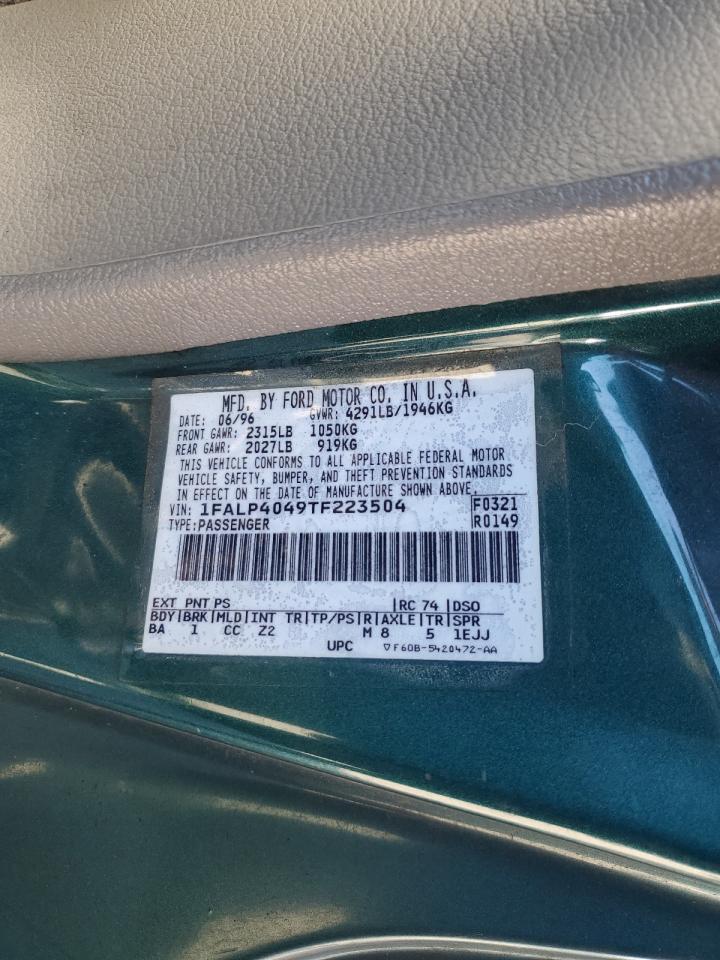 MFD. BY FORD MOTOR CO. IN U.S.A.
DATE: 06/96 GVWR: 4291LB/1946KG
FRONT GAWR: 2315LB 1050KG
REAR GAWR: 2027LB 919KG
THIS VEHICLE CONFORMS TO ALL APPLICABLE FEDERAL MOTOR
VEHICLE SAFETY, BUMPER, AND THEFT PREVENTION STANDARDS
IN EFFECT ON THE DATE OF MANUFACTURE SHOWN ABOVE.
VIN: 1FALP4049TF223504 F0321
TYPE: PASSENGER R0149
EXT PNT PS RC 74 DSO
BDY BRK MLD INT TR TP/PS R AXLE TR SPR
BA 1 CC Z2 M 8 5 1EJJ
UPC ▽F60B-5420472-AA